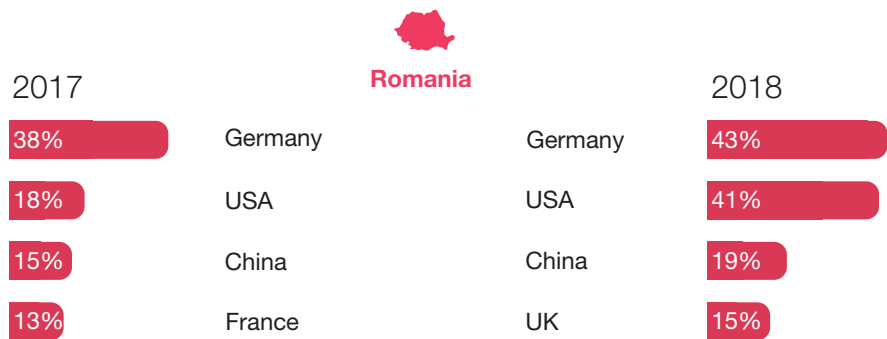 Romania
2017
2018
38% Germany Germany 43%
18% USA USA 41%
15% China China 19%
13% France UK 15%